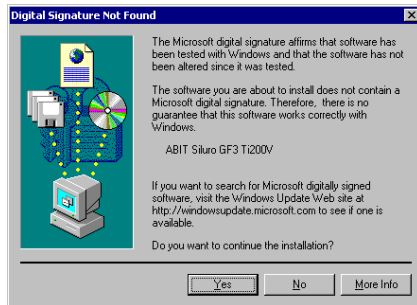 Digital Signature Not Found
The Microsoft digital signature affirms that software has
been tested with Windows and that the software has not
been altered since it was tested.
The software you are about to install does not contain a
Microsoft digital signature. Therefore, there is no
guarantee that this software works correctly with
Windows.
ABIT Siluro GF3 Ti200V
If you want to search for Microsoft digitally signed
software, visit the Windows Update Web site at
http://windowsupdate.microsoft.com to see if one is
available.
Do you want to continue the installation?
Yes No More Info